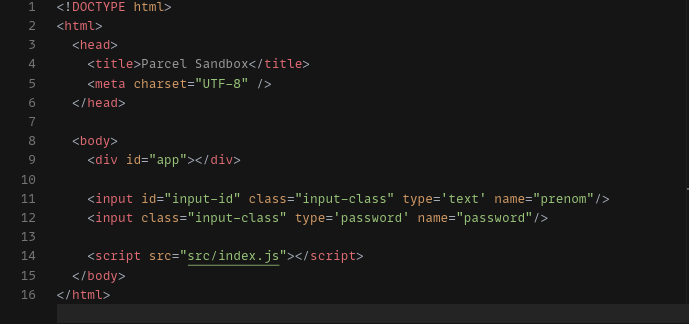 1 <!DOCTYPE html>
2 <html>
3   <head>
4     <title>Parcel Sandbox</title>
5     <meta charset="UTF-8" />
6   </head>
7
8   <body>
9     <div id="app"></div>
10
11     <input id="input-id" class="input-class" type='text' name="prenom"/>
12     <input class="input-class" type='password' name="password"/>
13
14     <script src="src/index.js"></script>
15   </body>
16 </html>